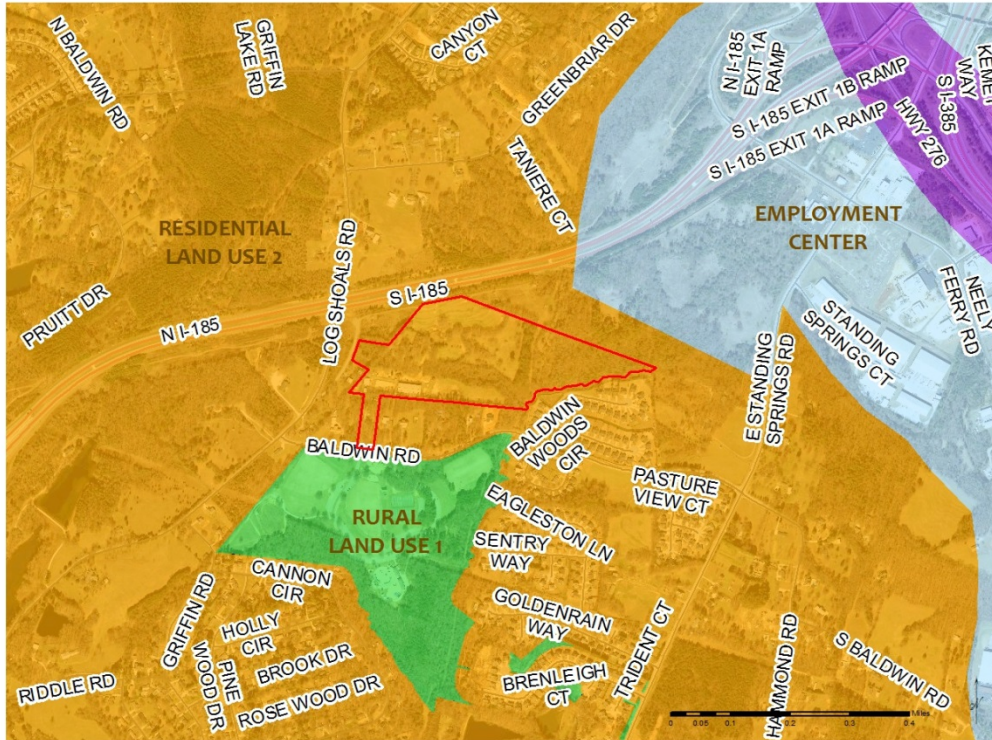 N BALDWIN RD
GRIFFIN
LAKE RD
CANYON
CT
GREENBRIAR DR
N I-185
EXIT 1A
RAMP
S I-185 EXIT 1B RAMP
S I-185 EXIT 1A RAMP
HWY 276
S I-385
WAY
TANIERE CT
RESIDENTIAL
LAND USE 2
EMPLOYMENT
CENTER
LOG SHOALS RD
S I-185
N I-185
PRUITT DR
NEELY
FERRY RD
STANDING
SPRINGS CT
E STANDING
SPRINGS RD
BALDWIN RD
BALDWIN
WOODS
CIR
PASTURE
VIEW CT
RURAL
LAND USE 1
EAGLESTON LN
SENTRY
WAY
CANNON
CIR
GRIFFIN RD
HOLLY
CIR
GOLDENRAIN
WAY
PINE
WOOD DR
BROOK DR
ROSE WOOD DR
RIDDLE RD
BRENLEIGH
CT
TRIDENT CT
HAMMOND RD
S BALDWIN RD
0 0.05 0.1 0.2 0.3 0.4
Miles